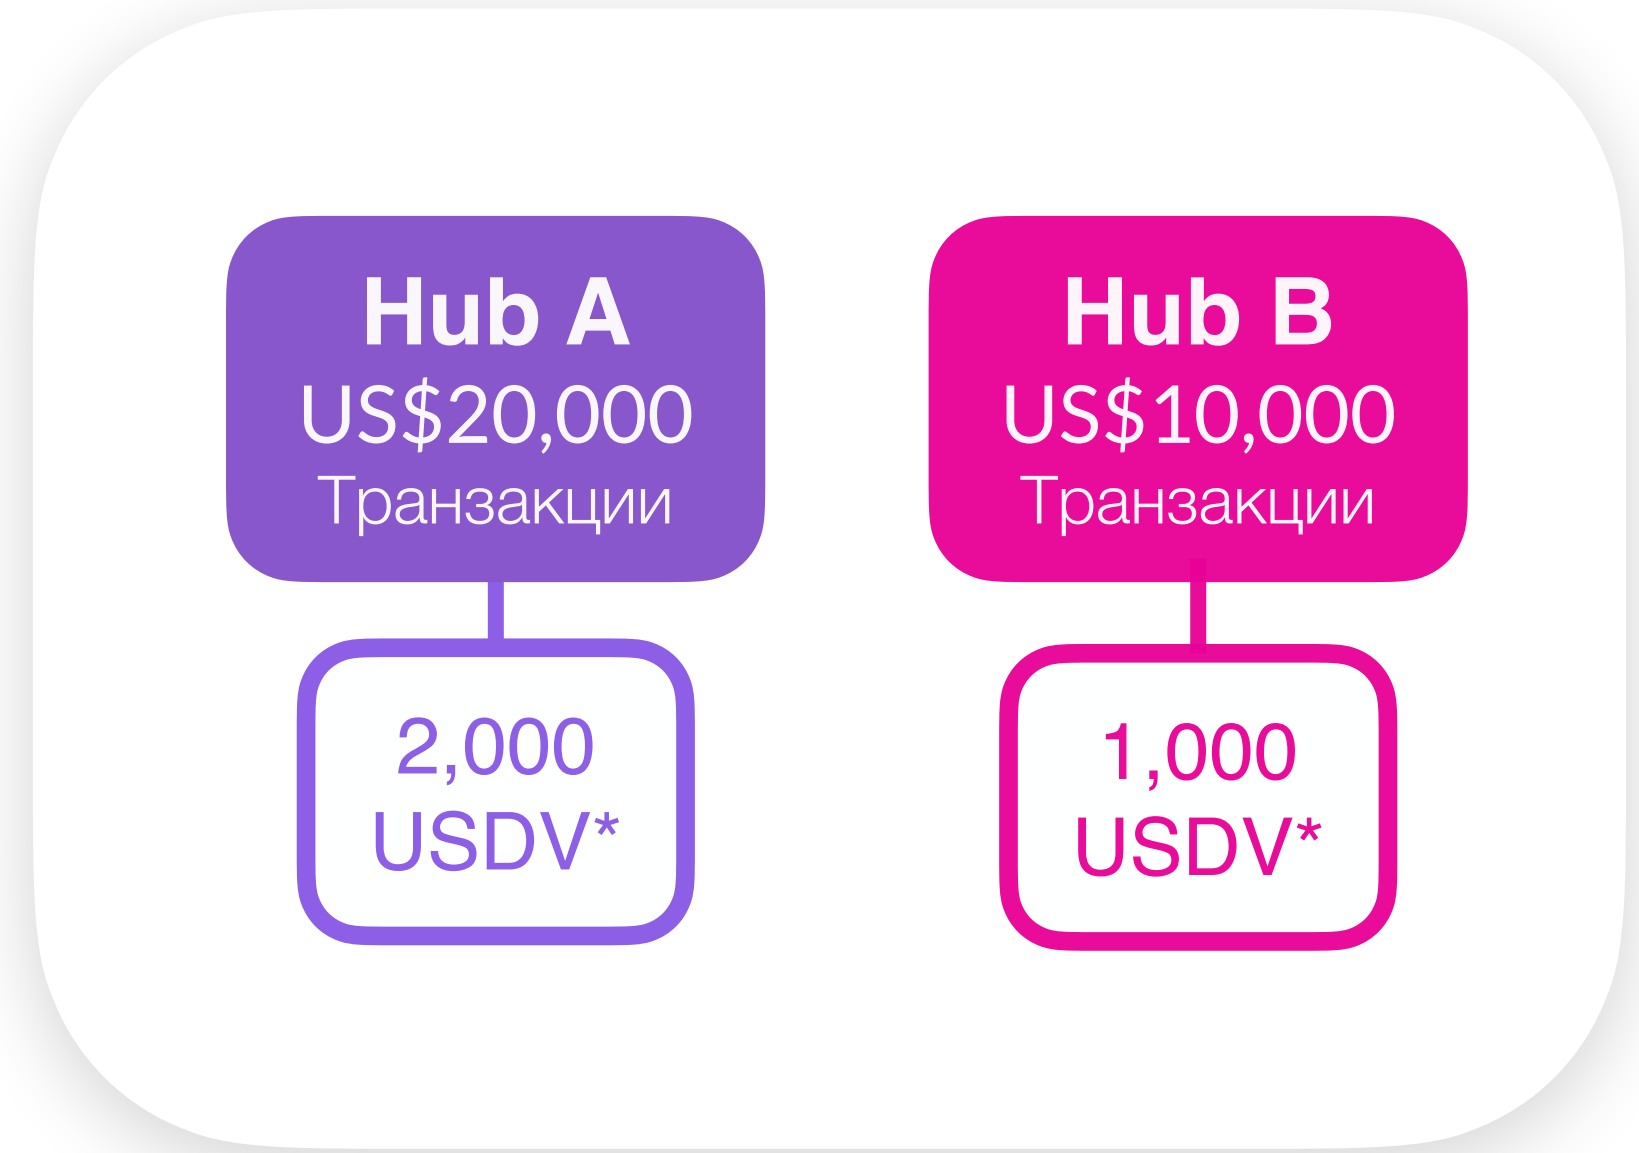 Hub A
US$20,000
Транзакции
2,000
USDV*
Hub B
US$10,000
Транзакции
1,000
USDV*